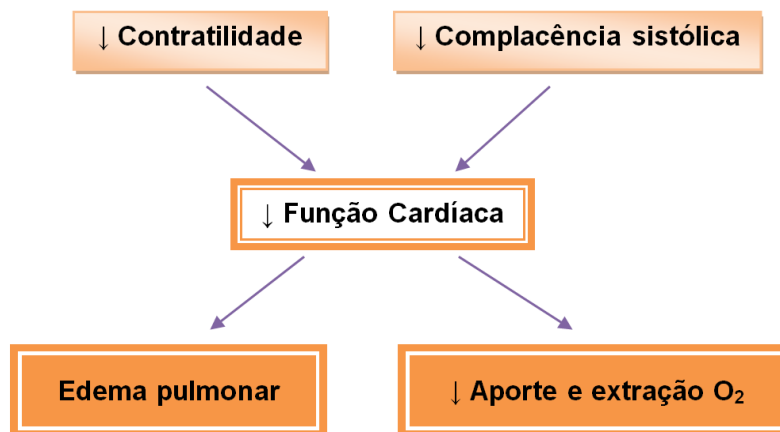 ↓ Contratilidade
↓ Complacência sistólica
↓ Função Cardíaca
Edema pulmonar
↓ Aporte e extração O₂